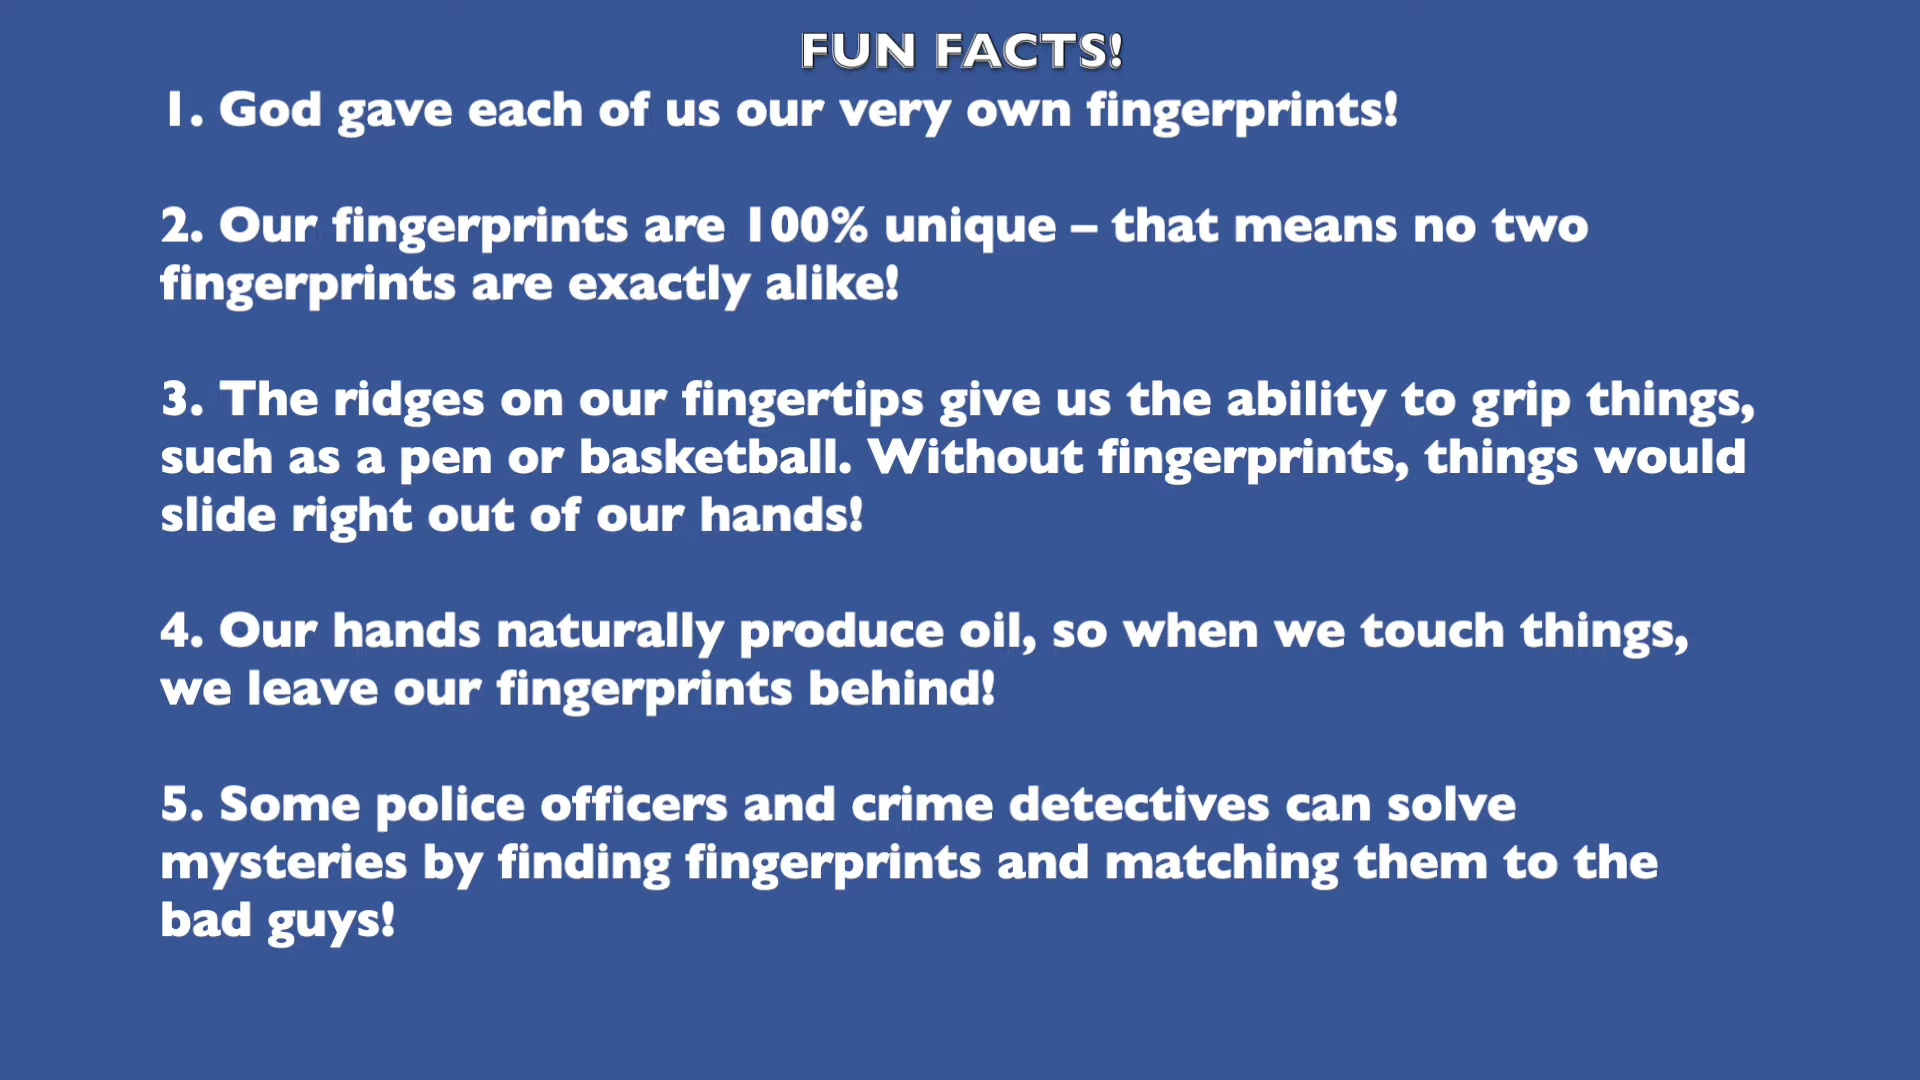 FUN FACTS!
1. God gave each of us our very own fingerprints!
2. Our fingerprints are 100% unique – that means no two
fingerprints are exactly alike!
3. The ridges on our fingertips give us the ability to grip things,
such as a pen or basketball. Without fingerprints, things would
slide right out of our hands!
4. Our hands naturally produce oil, so when we touch things,
we leave our fingerprints behind!
5. Some police officers and crime detectives can solve
mysteries by finding fingerprints and matching them to the
bad guys!